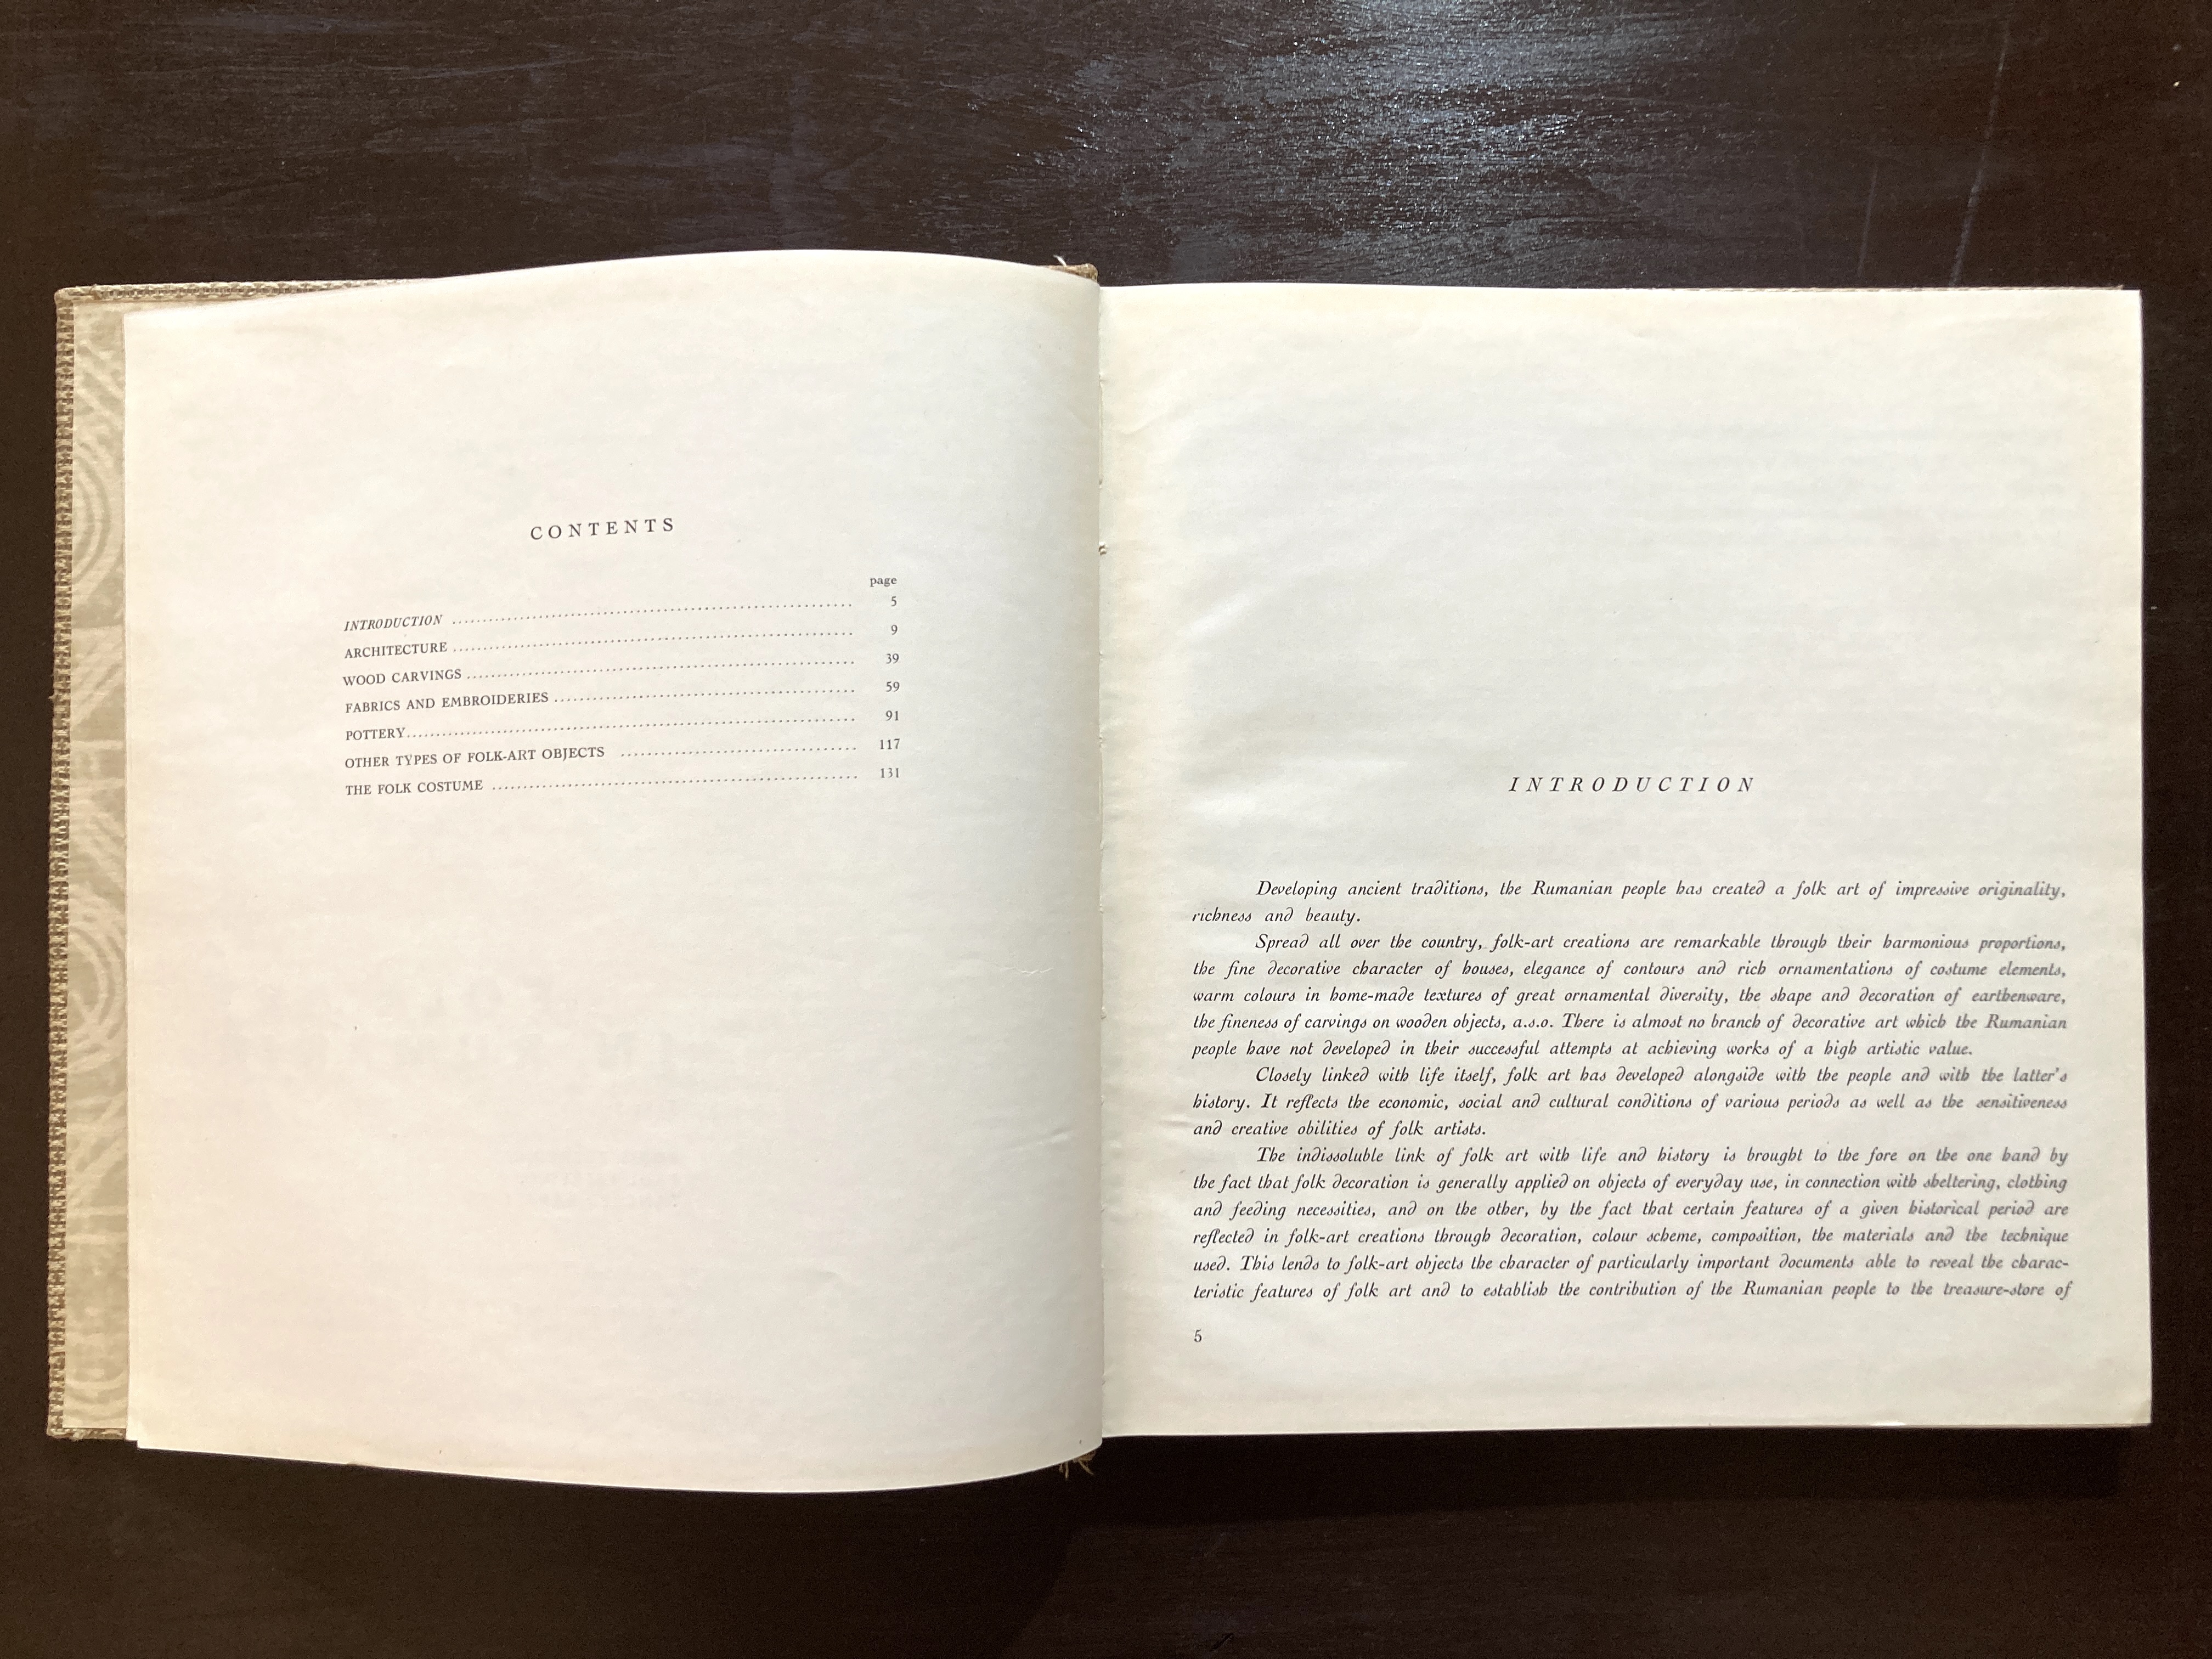 CONTENTS
page
INTRODUCTION ........................................ 5
ARCHITECTURE ........................................ 9
WOOD CARVINGS ........................................ 39
FABRICS AND EMBROIDERIES ........................................ 59
POTTERY ........................................ 91
OTHER TYPES OF FOLK-ART OBJECTS ........................................ 117
THE FOLK COSTUME ........................................ 131
INTRODUCTION
Developing ancient traditions, the Rumanian people has created a folk art of impressive originality,
richness and beauty.
Spread all over the country, folk-art creations are remarkable through their harmonious proportions,
the fine decorative character of houses, elegance of contours and rich ornamentations of costume elements,
warm colours in home-made textures of great ornamental diversity, the shape and decoration of earthenware,
the fineness of carvings on wooden objects, a.s.o. There is almost no branch of decorative art which the Rumanian
people have not developed in their successful attempts at achieving works of a high artistic value.
Closely linked with life itself, folk art has developed alongside with the people and with the latter's
history. It reflects the economic, social and cultural conditions of various periods as well as the sensitiveness
and creative obilities of folk artists.
The indissoluble link of folk art with life and history is brought to the fore on the one hand by
the fact that folk decoration is generally applied on objects of everyday use, in connection with sheltering, clothing
and feeding necessities, and on the other, by the fact that certain features of a given historical period are
reflected in folk-art creations through decoration, colour scheme, composition, the materials and the technique
used. This lends to folk-art objects the character of particularly important documents able to reveal the charac-
teristic features of folk art and to establish the contribution of the Rumanian people to the treasure-store of
5